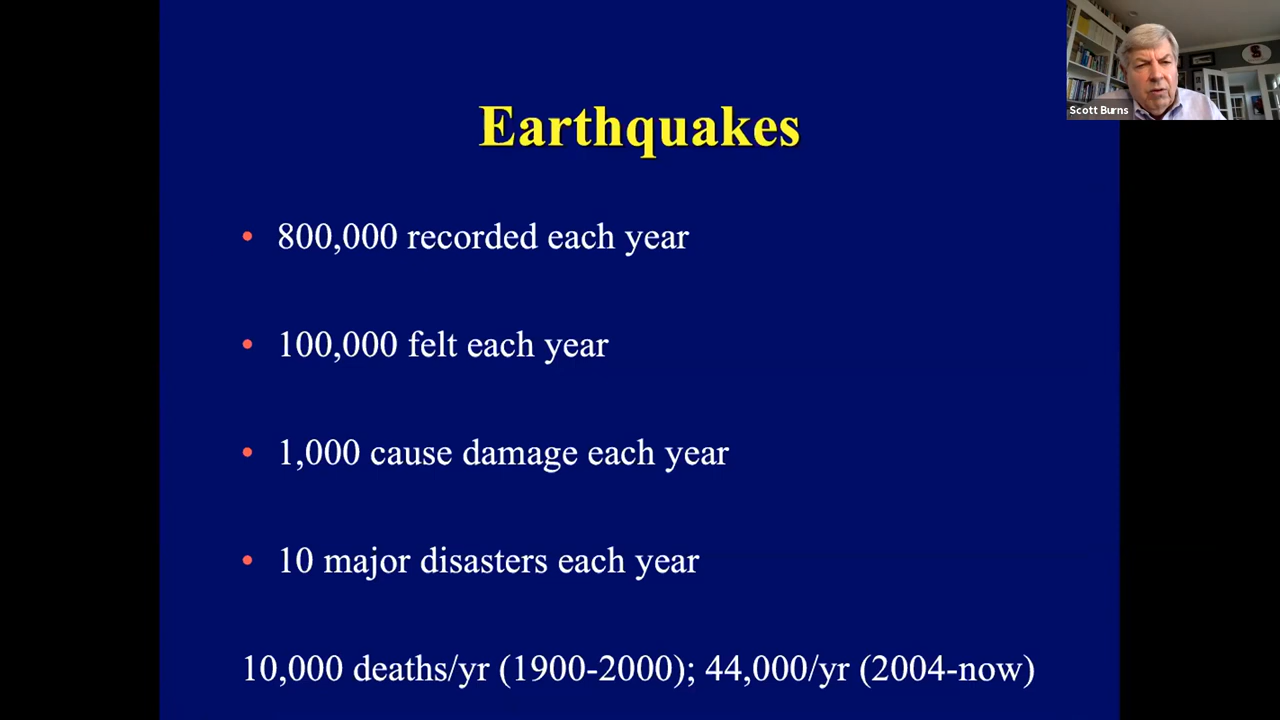 Earthquakes
Scott Burns
• 800,000 recorded each year
• 100,000 felt each year
• 1,000 cause damage each year
• 10 major disasters each year
10,000 deaths/yr (1900-2000); 44,000/yr (2004-now)